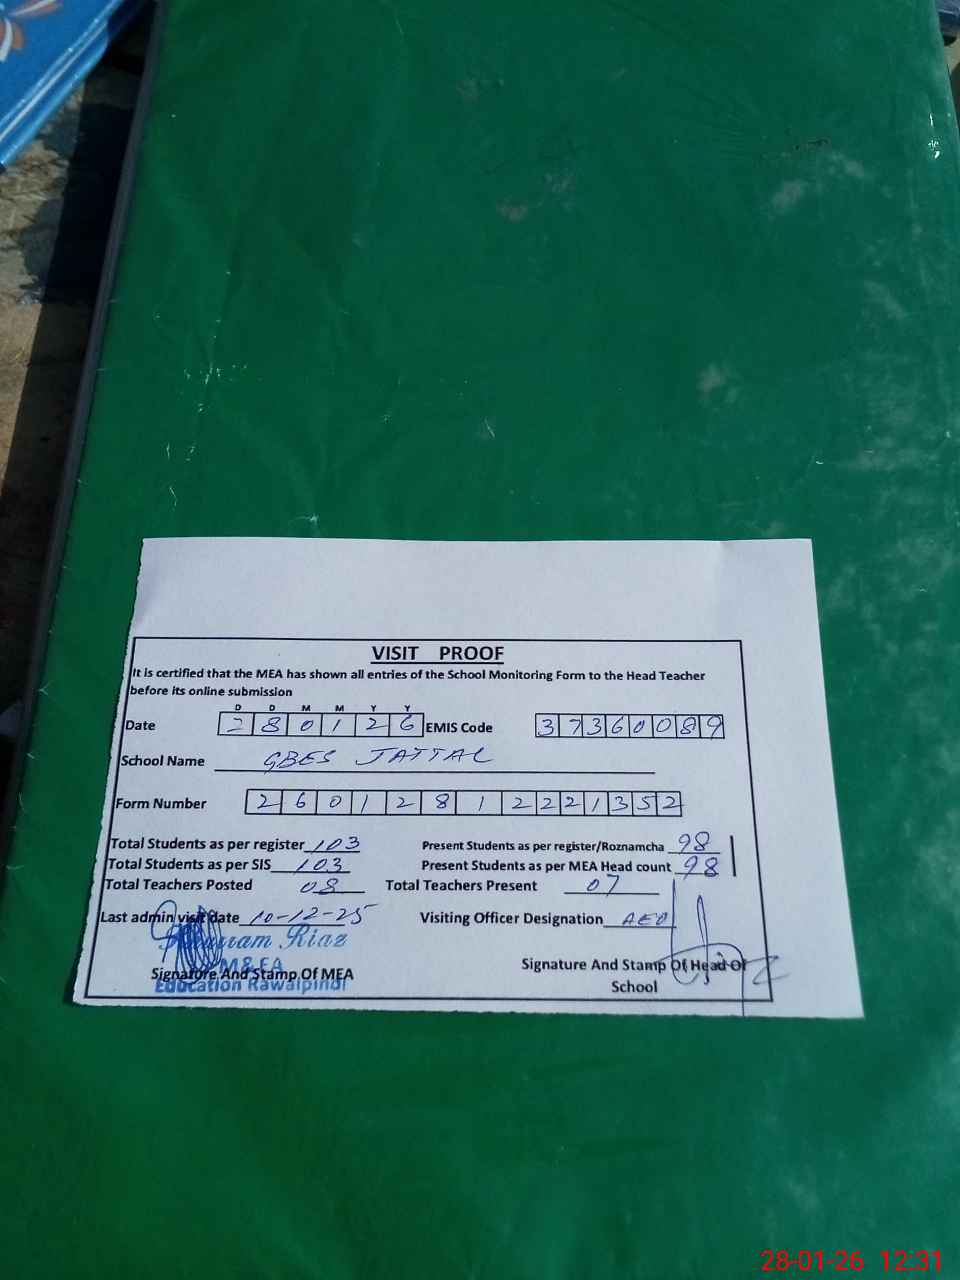 VISIT PROOF
It is certified that the MEA has shown all entries of the School Monitoring Form to the Head Teacher
before its online submission
D D M M Y Y
Date 2 8 0 1 2 6 EMIS Code 3 7 3 6 0 0 8 9
School Name GBES JATTAL
Form Number 2 6 0 1 2 8 1 2 2 2 1 3 5 2
Total Students as per register 103 Present Students as per register/Roznamcha 98
Total Students as per SIS 103 Present Students as per MEA Head count 98
Total Teachers Posted 08 Total Teachers Present 07
Last admin visit date 10-12-25 Visiting Officer Designation AEO
Riaz
M&EA
Signature And Stamp Of MEA Signature And Stamp Of Head Of
Education Rawalpindi School
28-01-26 12:31